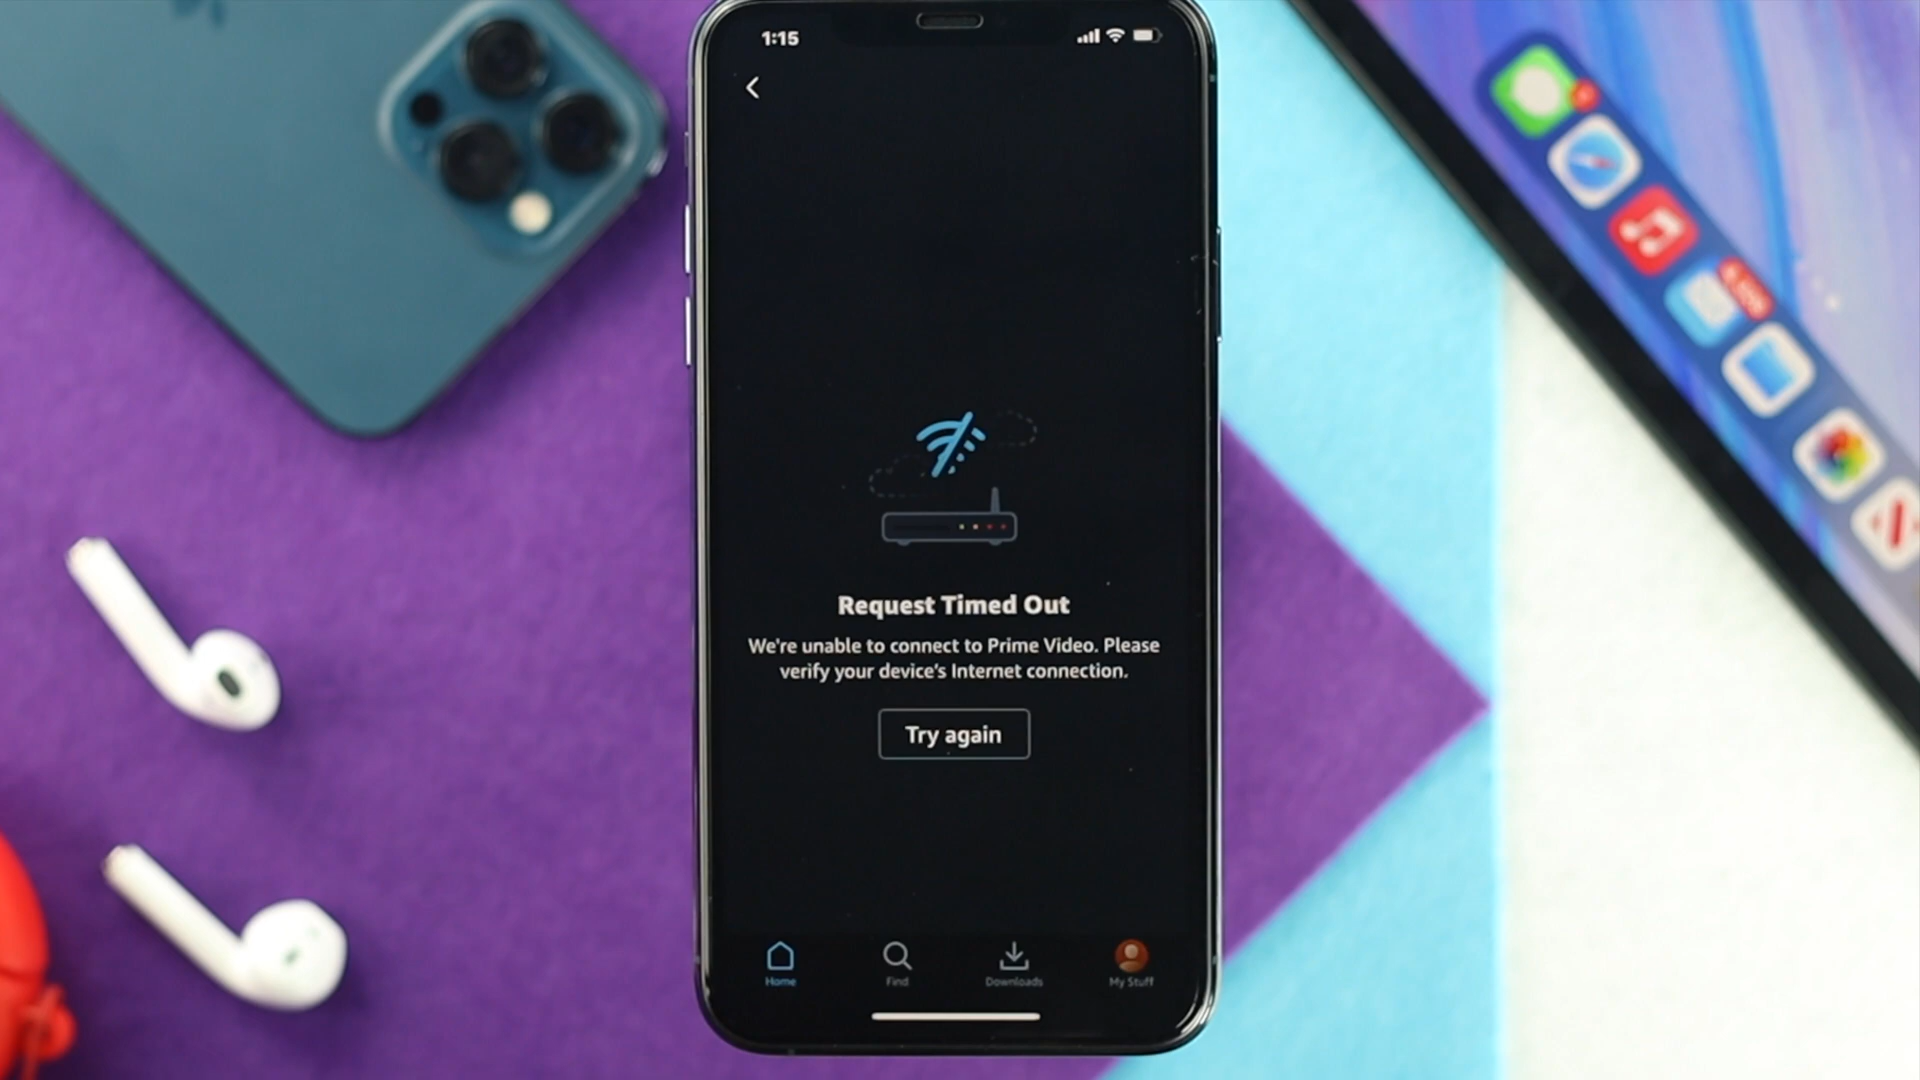 1:15
Request Timed Out
We're unable to connect to Prime Video. Please
verify your device's Internet connection.
Try again
Home
Find
Downloads
My Stuff